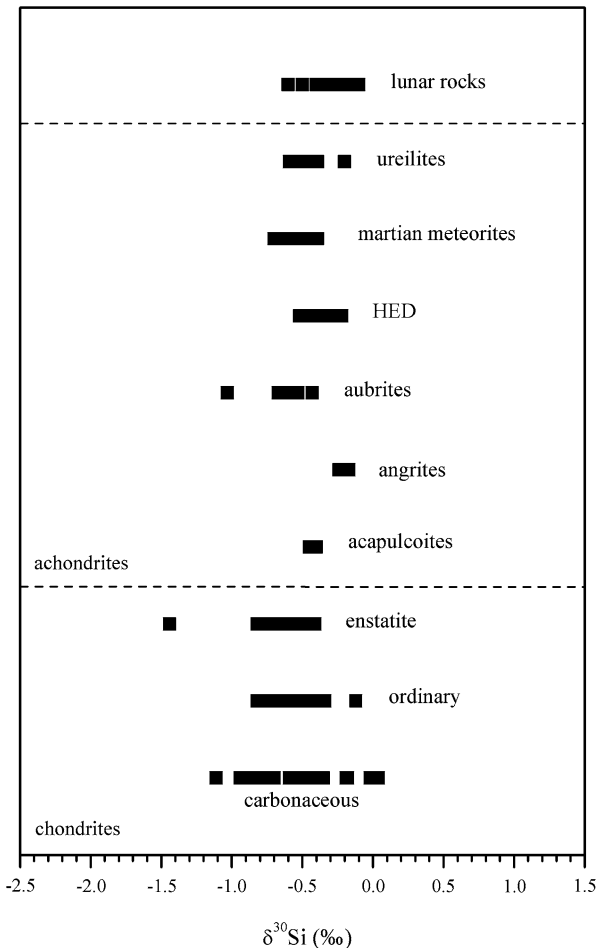 lunar rocks
ureilites
martian meteorites
HED
aubrites
angrites
acapulcoites
achondrites
enstatite
ordinary
carbonaceous
chondrites
-2.5 -2.0 -1.5 -1.0 -0.5 0.0 0.5 1.0 1.5
δ³⁰Si (‰)